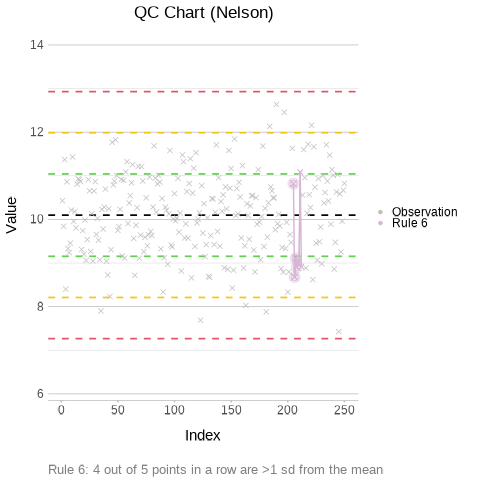 QC Chart (Nelson)
14
12
10
8
6
Value
0
50
100
150
200
250
Index
Observation
Rule 6
Rule 6: 4 out of 5 points in a row are >1 sd from the mean